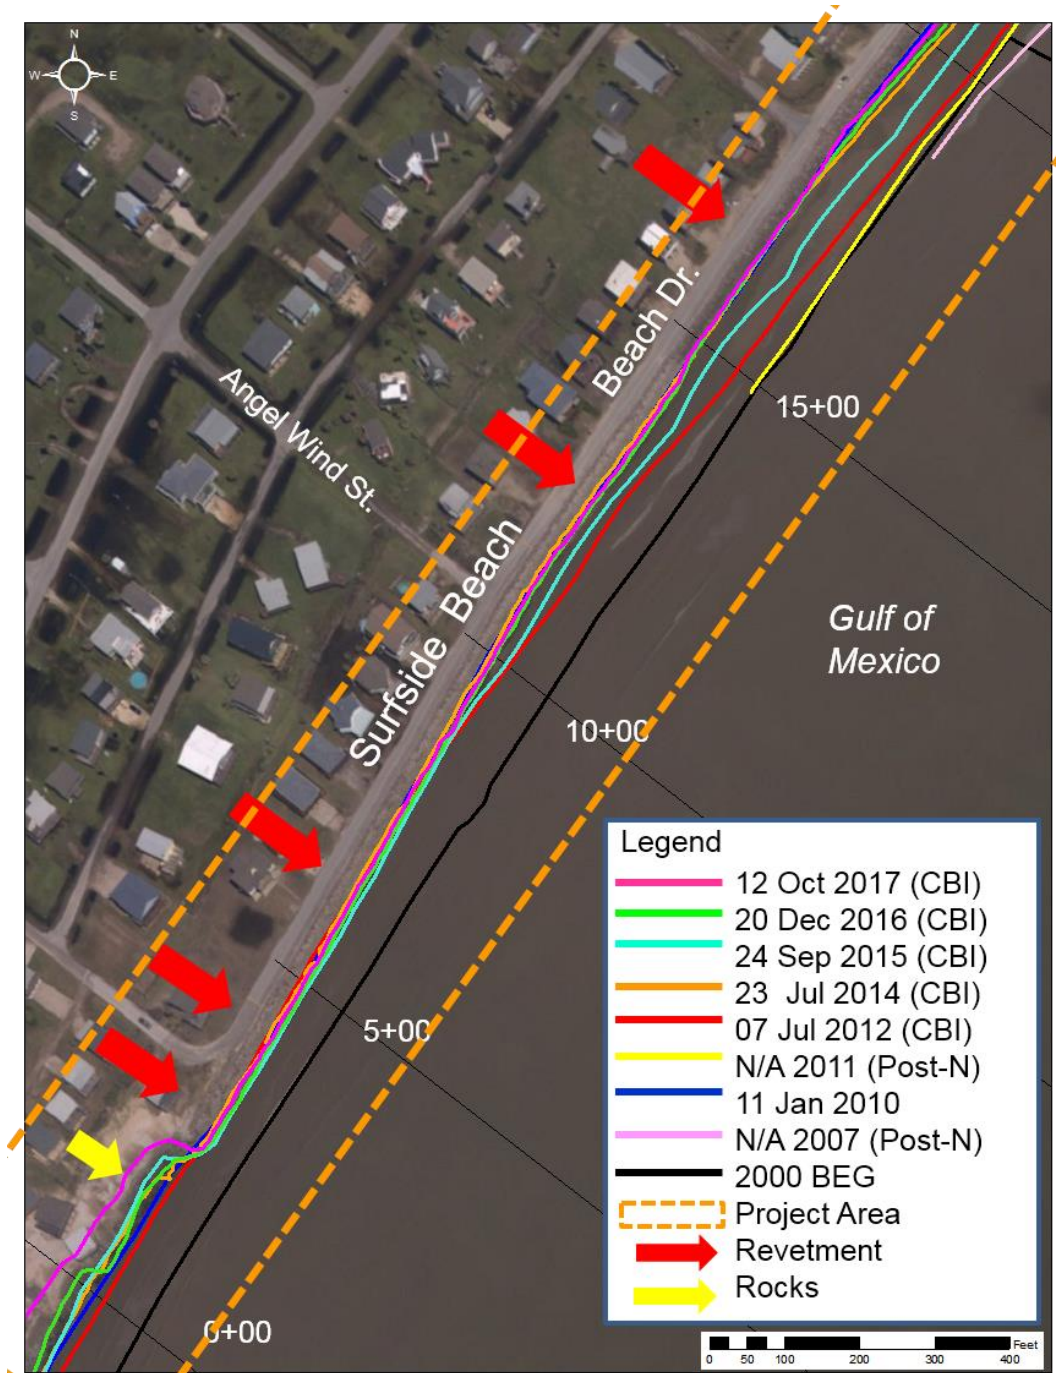 N
W E
S
Beach Dr.
Angel Wind St.
15+00
Surfside Beach
Gulf of
Mexico
10+00
5+00
0+00
Legend
12 Oct 2017 (CBI)
20 Dec 2016 (CBI)
24 Sep 2015 (CBI)
23 Jul 2014 (CBI)
07 Jul 2012 (CBI)
N/A 2011 (Post-N)
11 Jan 2010
N/A 2007 (Post-N)
2000 BEG
Project Area
Revetment
Rocks
Feet
0 50 100 200 300 400